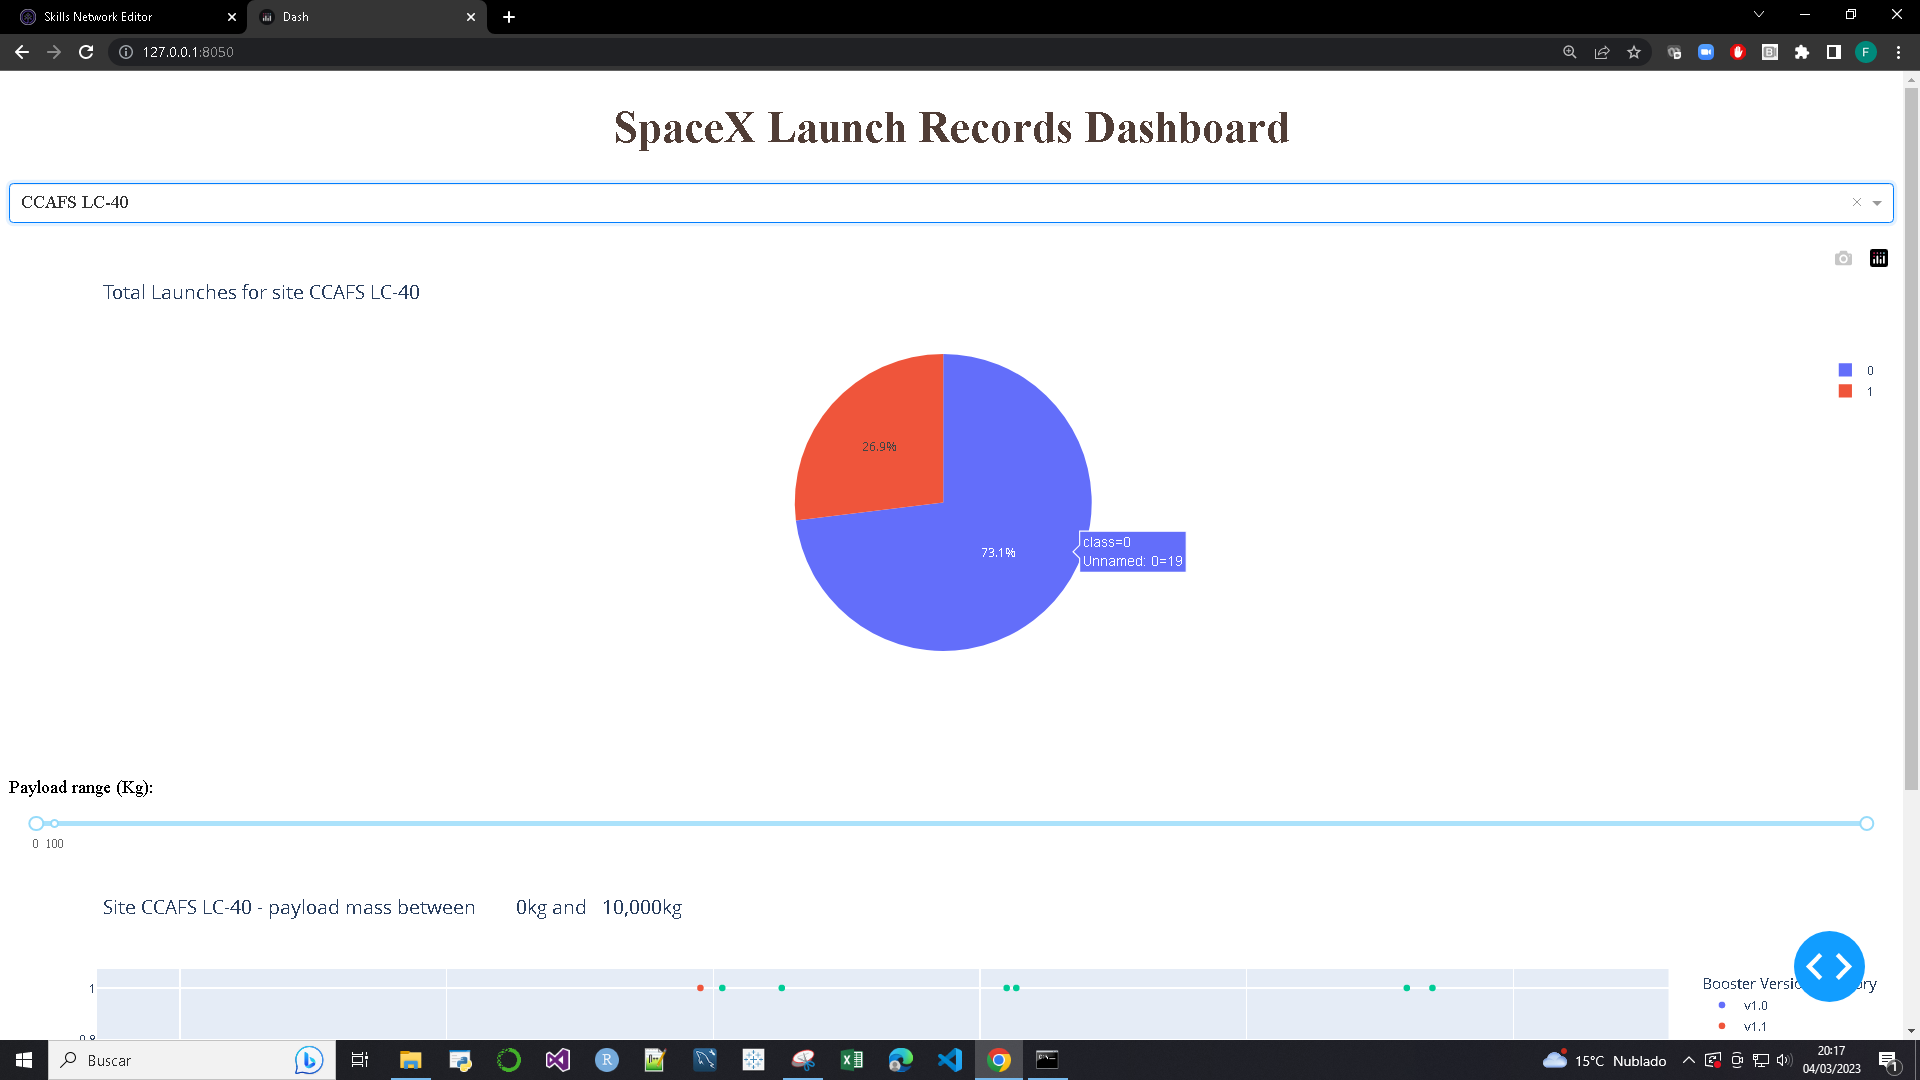 Skills Network Editor
Dash
127.0.0.1:8050
F
SpaceX Launch Records Dashboard
CCAFS LC-40
Total Launches for site CCAFS LC-40
0
1
26.9%
73.1%
class=0
Unnamed: 0=19
Payload range (Kg):
0 100
Site CCAFS LC-40 - payload mass between 0kg and 10,000kg
1
0.8
Booster Versio ory
v1.0
v1.1
Buscar
15°C Nublado
20:17
04/03/2023
1